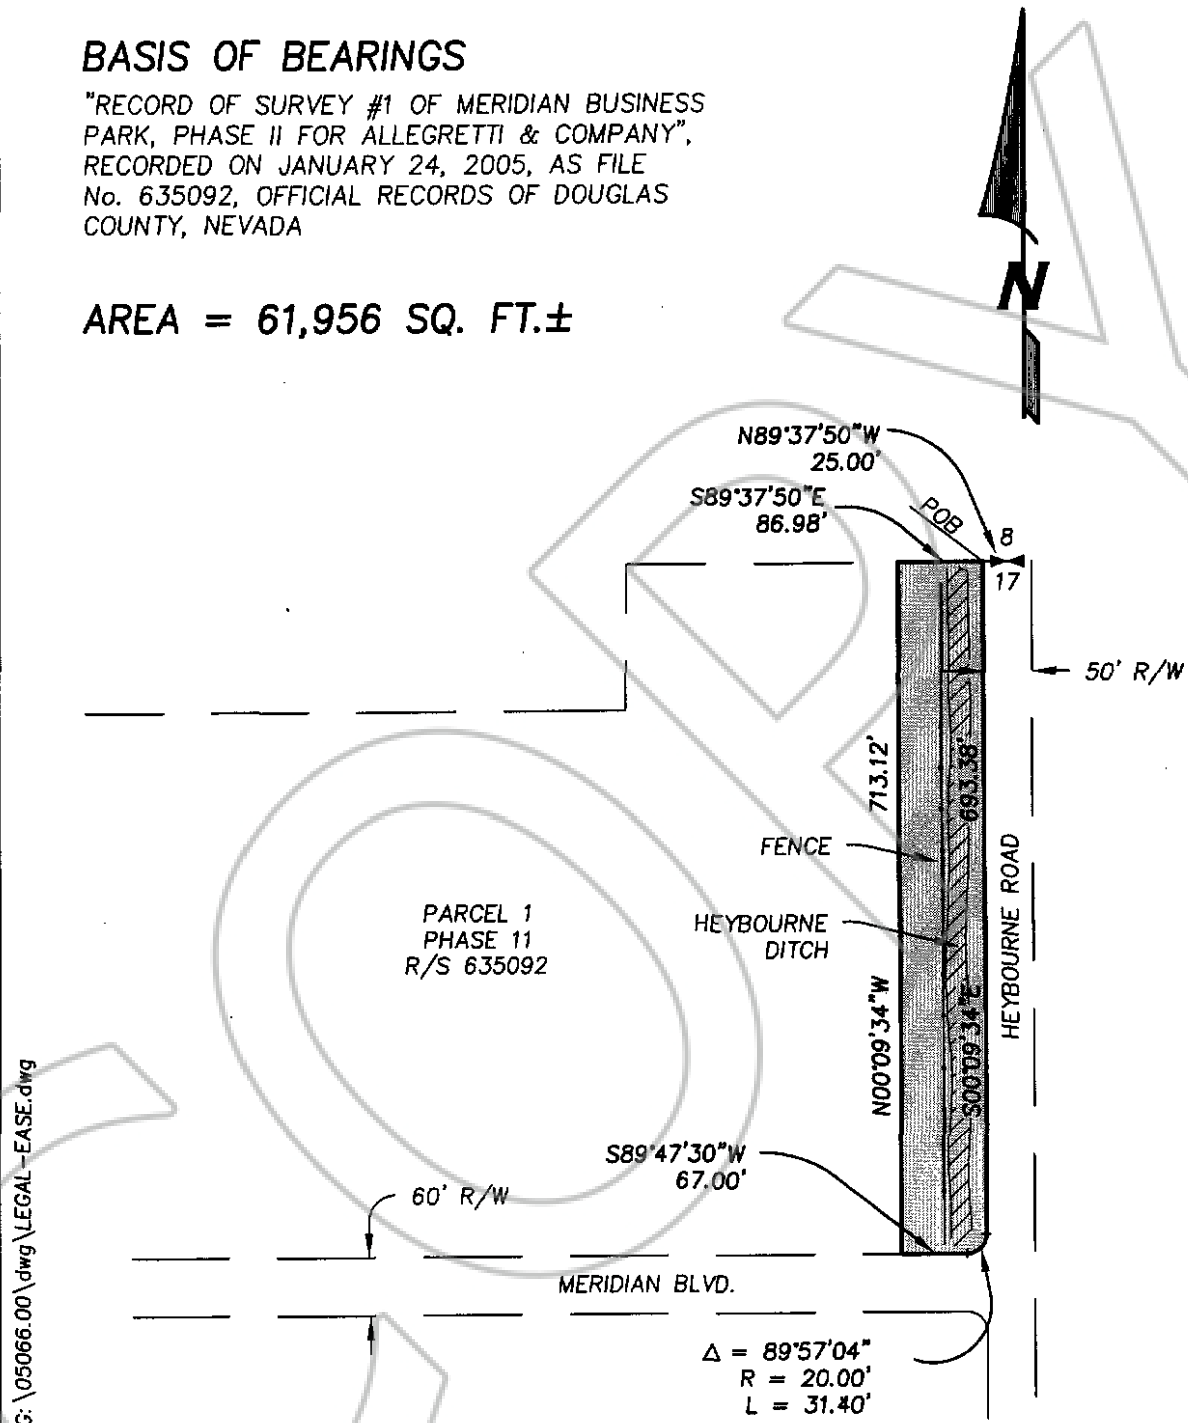 BASIS OF BEARINGS
"RECORD OF SURVEY #1 OF MERIDIAN BUSINESS
PARK, PHASE II FOR ALLEGRETTI & COMPANY",
RECORDED ON JANUARY 24, 2005, AS FILE
No. 635092, OFFICIAL RECORDS OF DOUGLAS
COUNTY, NEVADA
AREA = 61,956 SQ. FT.±
N
N89°37'50"W
25.00'
S89°37'50"E
86.98'
POB
8
17
50' R/W
713.12'
693.38'
FENCE
HEYBOURNE
DITCH
HEYBOURNE ROAD
PARCEL 1
PHASE 11
R/S 635092
N00°09'34"W
S00°09'34"E
S89°47'30"W
67.00'
60' R/W
MERIDIAN BLVD.
Δ = 89°57'04"
R = 20.00'
L = 31.40'
G:\05066.00\dwg\LEGAL-EASE.dwg
COPY